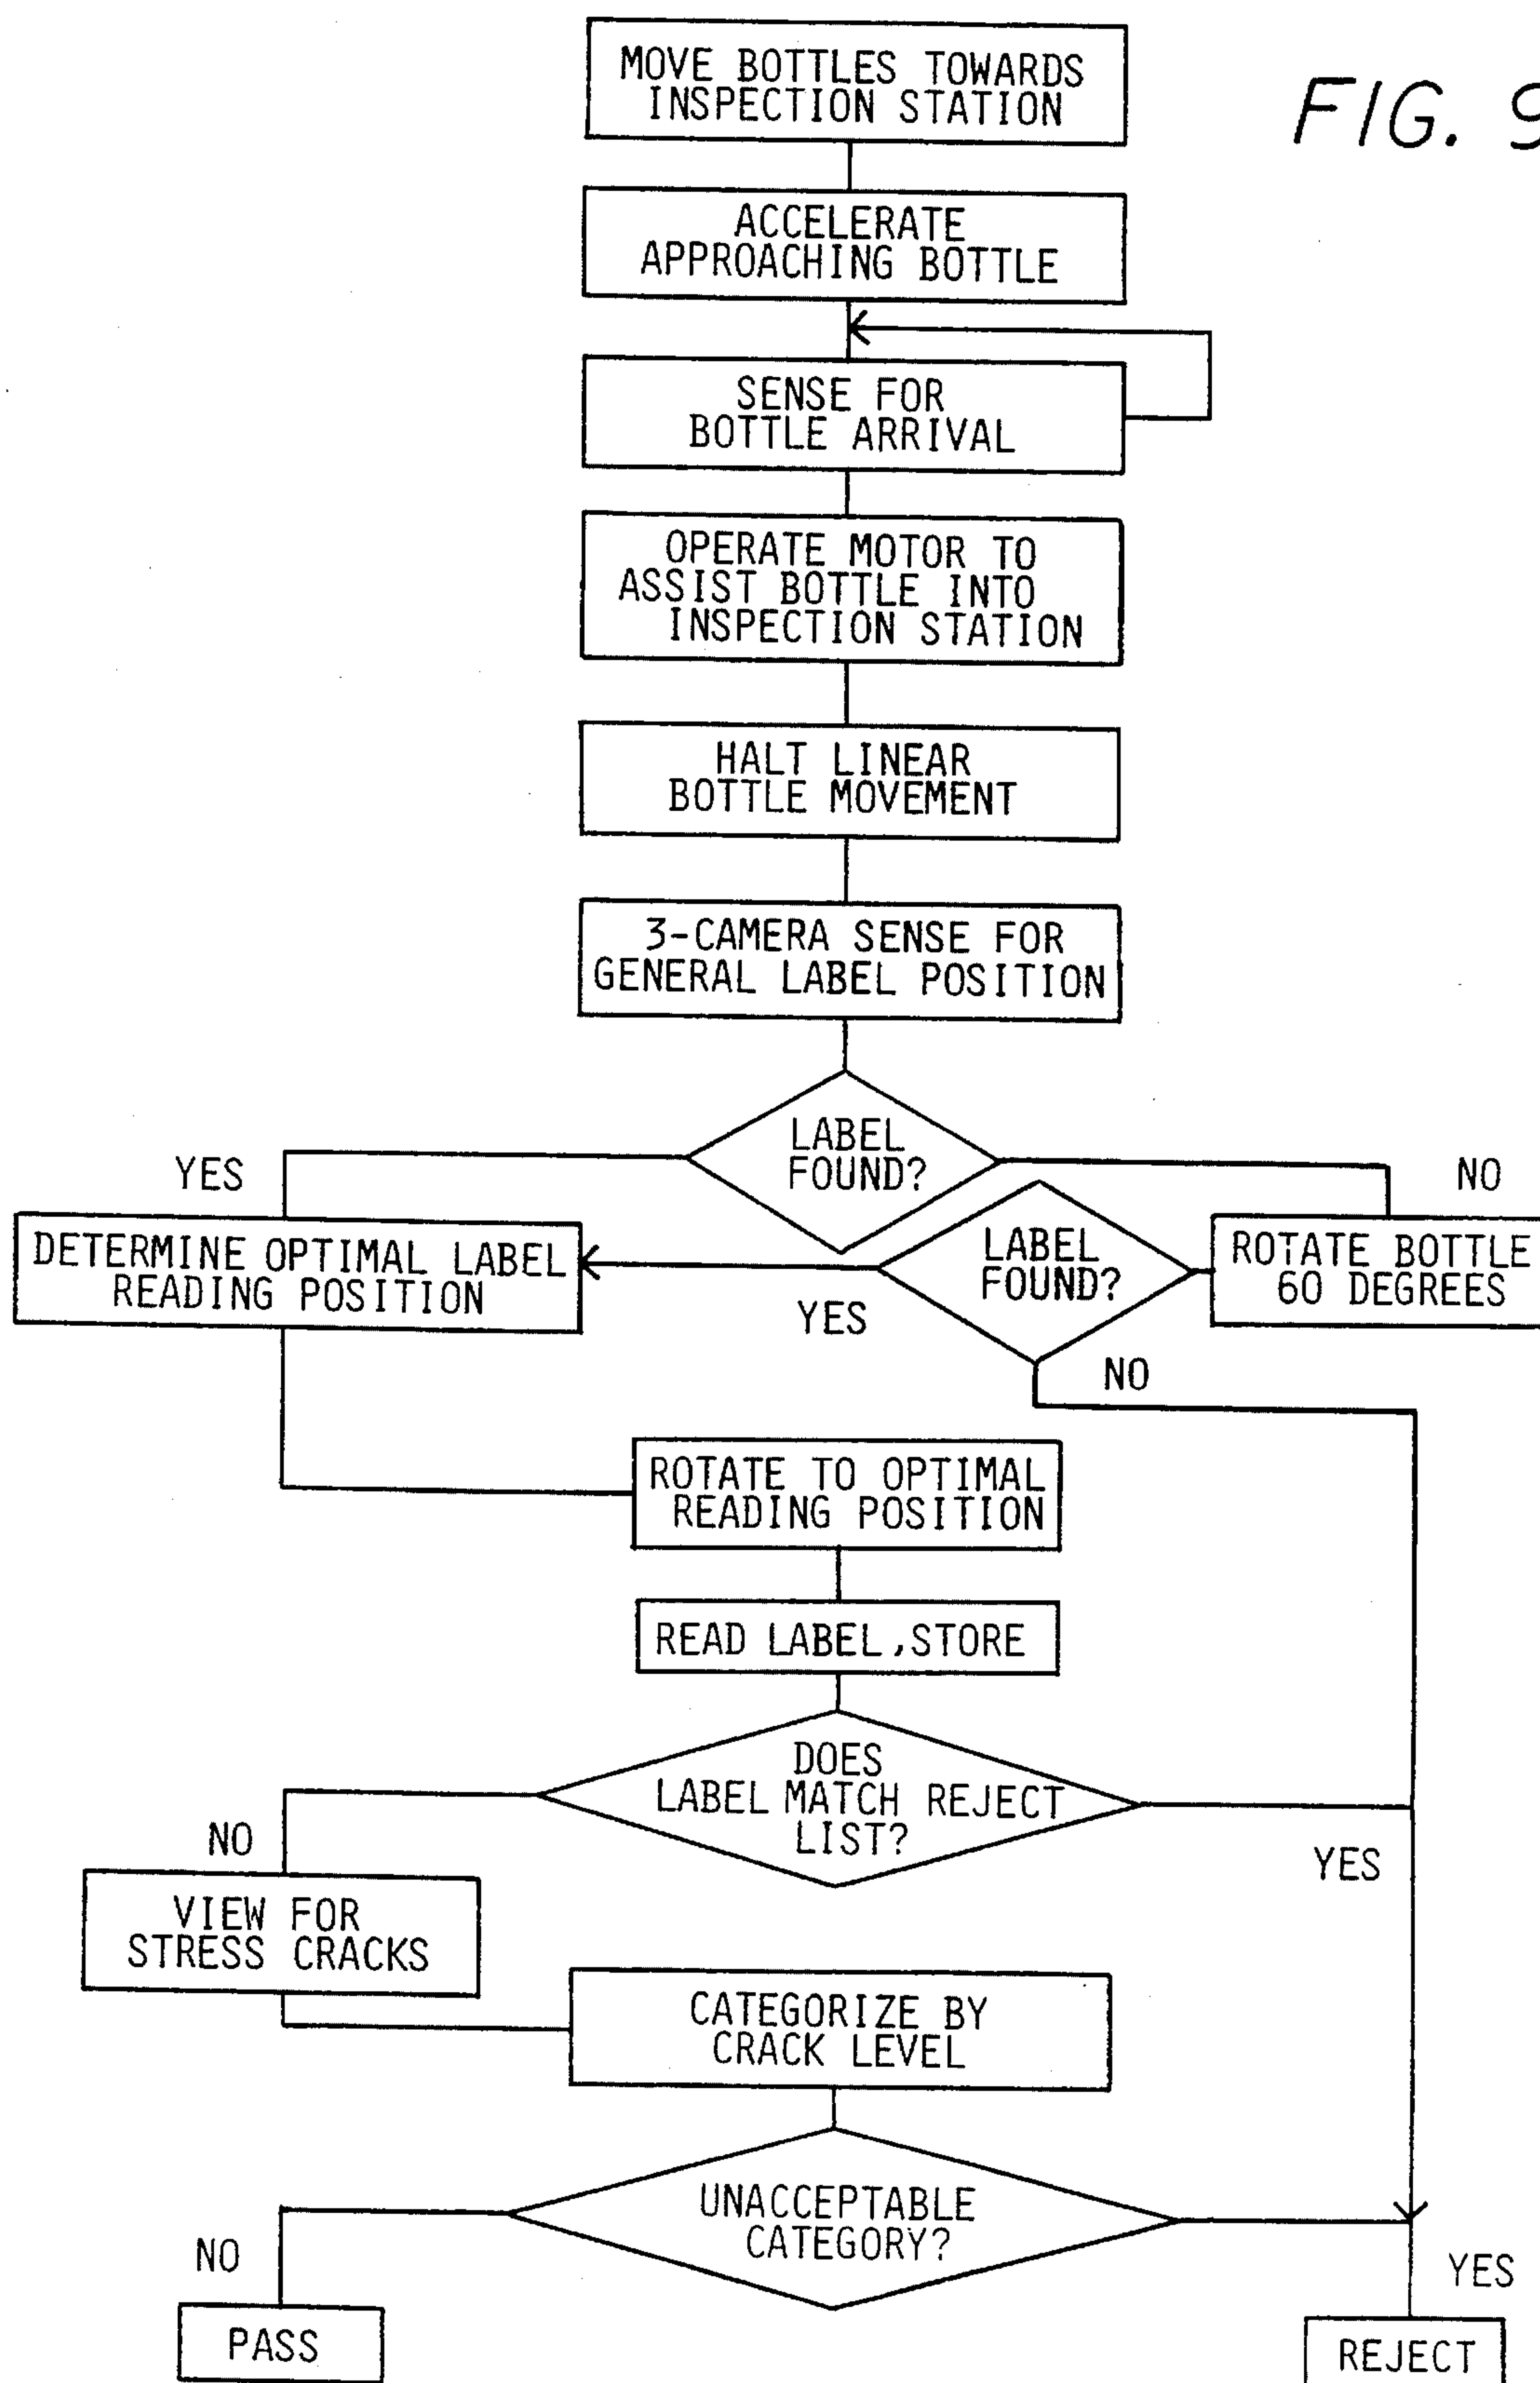 MOVE BOTTLES TOWARDS
INSPECTION STATION
FIG. 9
ACCELERATE
APPROACHING BOTTLE
SENSE FOR
BOTTLE ARRIVAL
OPERATE MOTOR TO
ASSIST BOTTLE INTO
INSPECTION STATION
HALT LINEAR
BOTTLE MOVEMENT
3-CAMERA SENSE FOR
GENERAL LABEL POSITION
LABEL
FOUND?
YES
NO
DETERMINE OPTIMAL LABEL
READING POSITION
LABEL
FOUND?
ROTATE BOTTLE
60 DEGREES
YES
NO
ROTATE TO OPTIMAL
READING POSITION
READ LABEL,STORE
DOES
LABEL MATCH REJECT
LIST?
NO
YES
VIEW FOR
STRESS CRACKS
CATEGORIZE BY
CRACK LEVEL
UNACCEPTABLE
CATEGORY?
NO
YES
PASS
REJECT